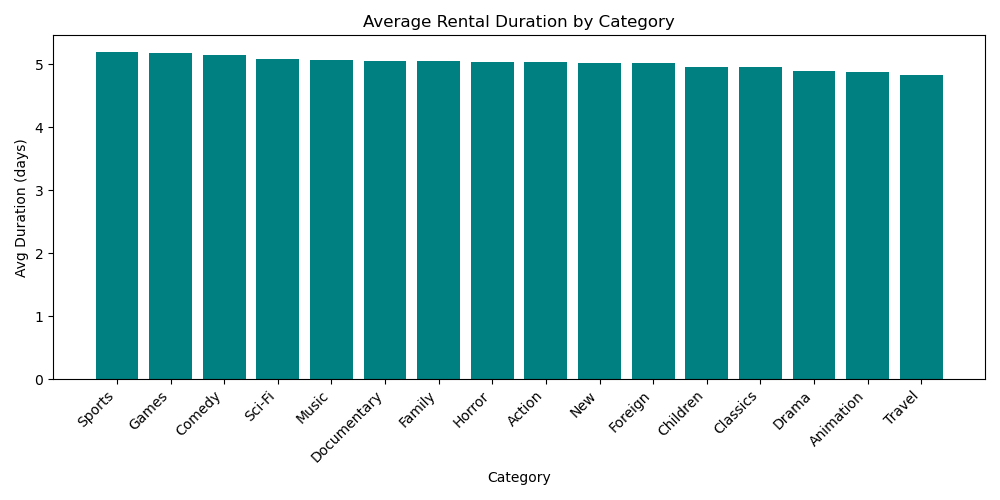 Average Rental Duration by Category
Avg Duration (days)
5
4
3
2
1
0
Sports
Games
Comedy
Sci-Fi
Music
Documentary
Family
Horror
Action
New
Foreign
Children
Classics
Drama
Animation
Travel
Category